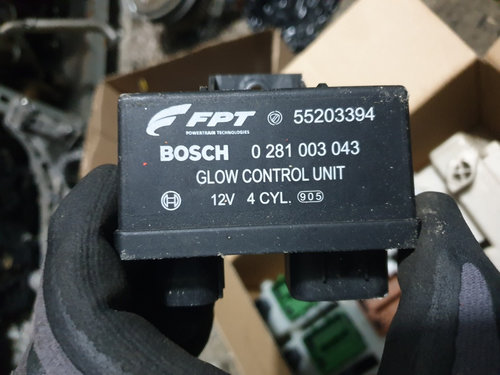 FPT 55203394
POWERTRAIN TECHNOLOGIES
BOSCH 0 281 003 043
GLOW CONTROL UNIT
12V 4 CYL. 905